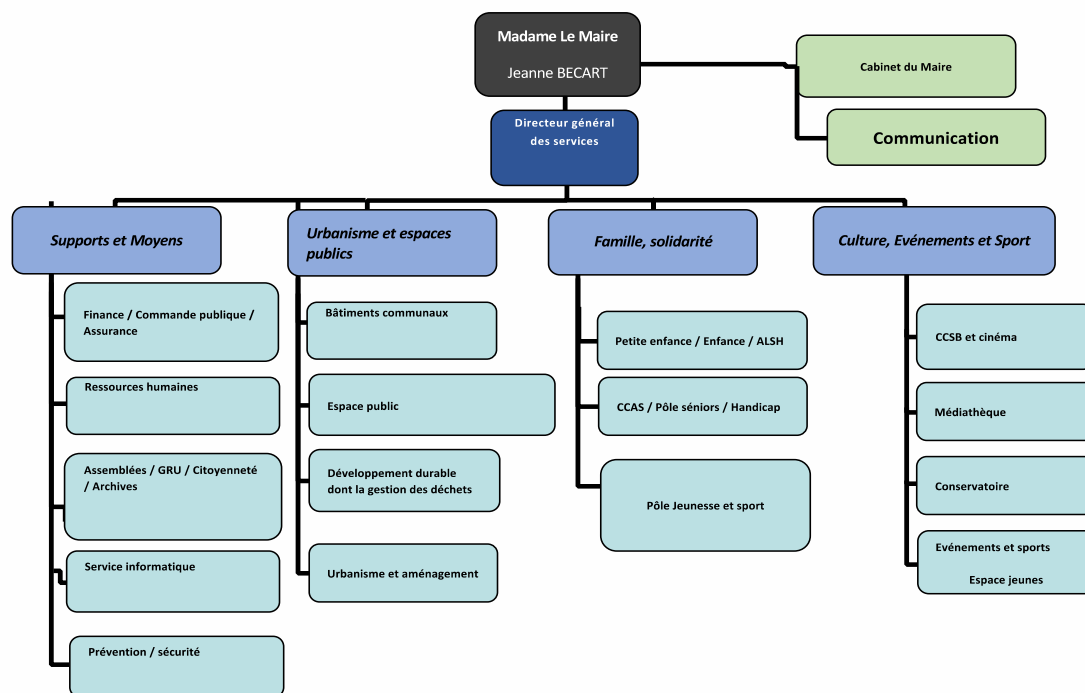 Madame Le Maire
Jeanne BECART
Cabinet du Maire
Communication
Directeur général
des services
Supports et Moyens
Finance / Commande publique /
Assurance
Ressources humaines
Assemblées / GRU / Citoyenneté
/ Archives
Service informatique
Prévention / sécurité
Urbanisme et espaces
publics
Bâtiments communaux
Espace public
Développement durable
dont la gestion des déchets
Urbanisme et aménagement
Famille, solidarité
Petite enfance / Enfance / ALSH
CCAS / Pôle séniors / Handicap
Pôle Jeunesse et sport
Culture, Evénements et Sport
CCSB et cinéma
Médiathèque
Conservatoire
Evénements et sports
Espace jeunes